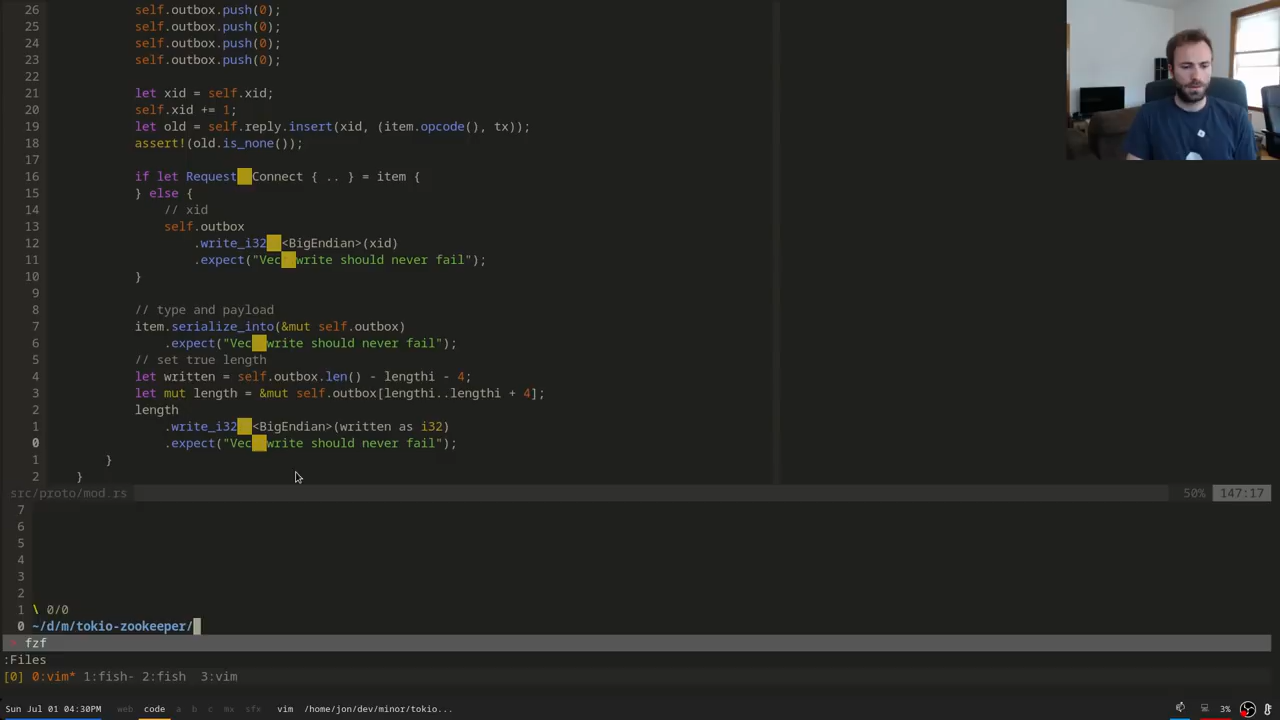 26 self.outbox.push(0);
25 self.outbox.push(0);
24 self.outbox.push(0);
23 self.outbox.push(0);
22
21 let xid = self.xid;
20 self.xid += 1;
19 let old = self.reply.insert(xid, (item.opcode(), tx));
18 assert!(old.is_none());
17
16 if let Request::Connect { .. } = item {
15 } else {
14 // xid
13 self.outbox
12 .write_i32::<BigEndian>(xid)
11 .expect("Vec::write should never fail");
10 }
9
8 // type and payload
7 item.serialize_into(&mut self.outbox)
6 .expect("Vec::write should never fail");
5 // set true length
4 let written = self.outbox.len() - lengthi - 4;
3 let mut length = &mut self.outbox[lengthi..lengthi + 4];
2 length
1 .write_i32::<BigEndian>(written as i32)
0 .expect("Vec::write should never fail");
1 }
2 }
src/proto/mod.rs 50% 147:17
7
6
5
4
3
2
1 \ 0/0
0 ~/d/m/tokio-zookeeper/
> fzf
:Files
[0] 0:vim* 1:fish- 2:fish 3:vim
Sun Jul 01 04:30PM web code a b c mx sfx vim /home/jon/dev/minor/tokio... 3%